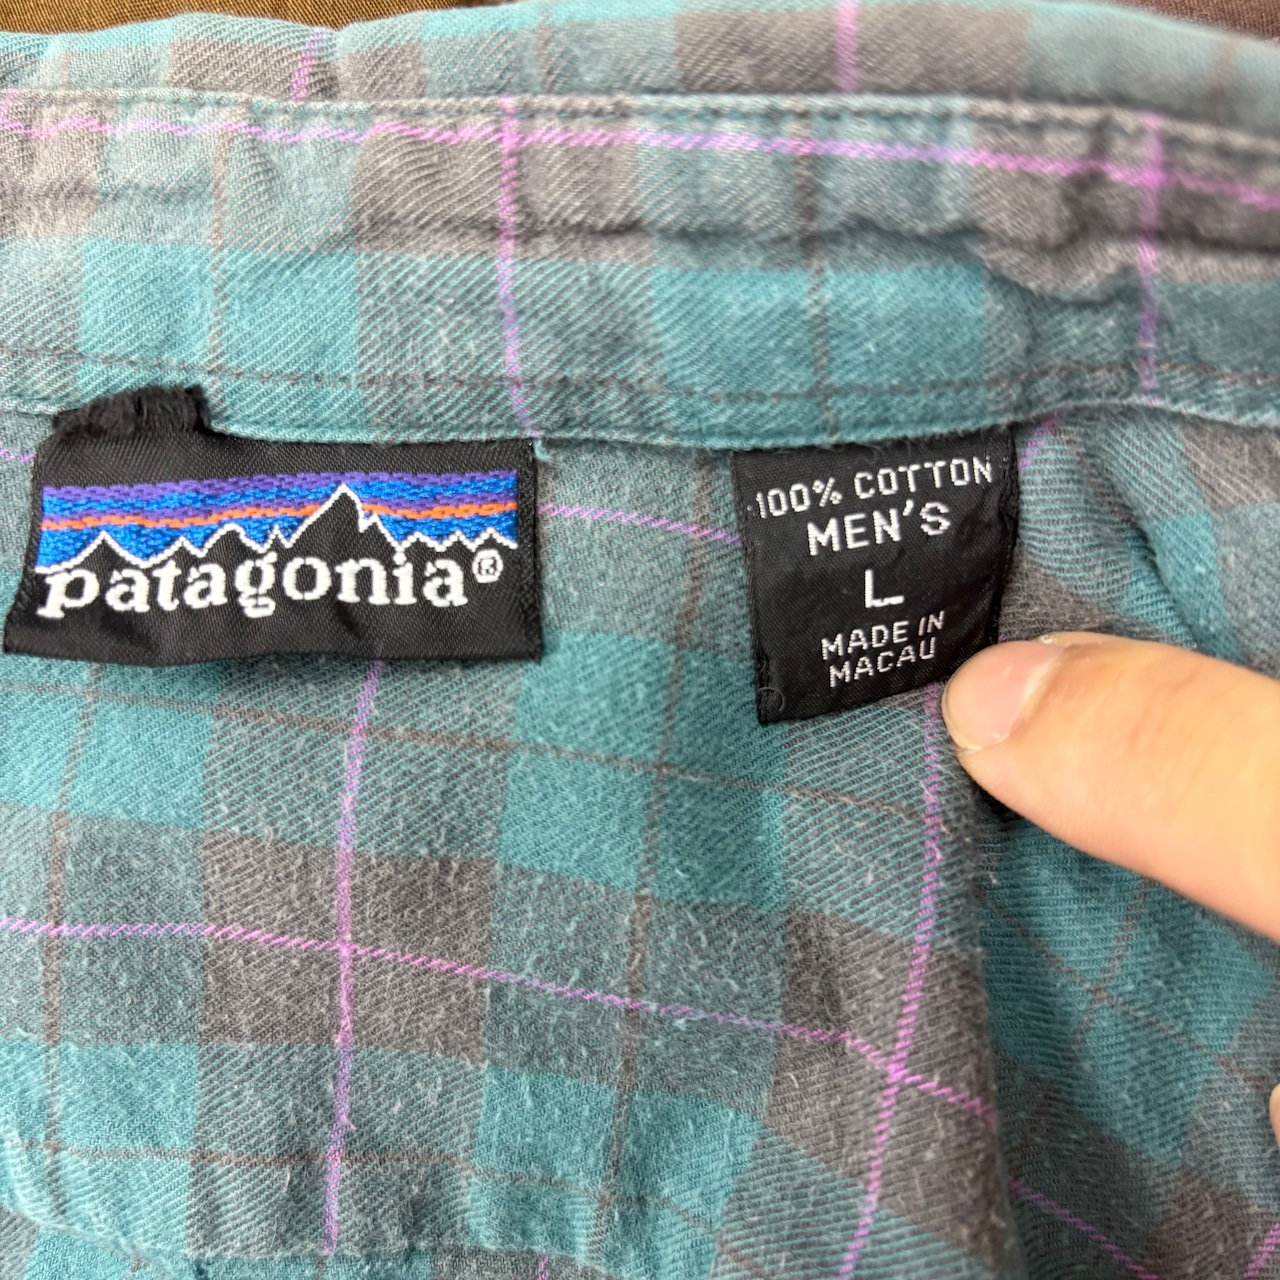 patagonia®
100% COTTON
MEN'S
L
MADE IN
MACAU